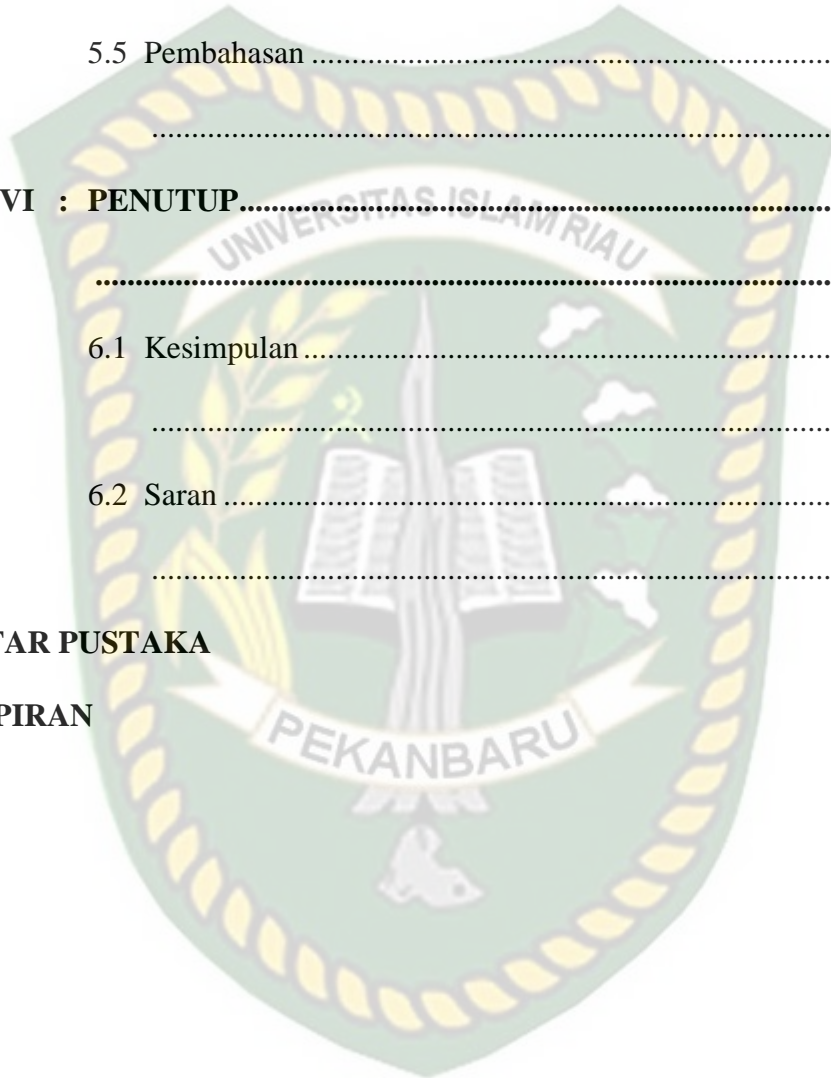 5.5 Pembahasan ................................................................
................................................................................
VI : PENUTUP................................................................
UNIVERSITAS ISLAM RIAU
................................................................................
6.1 Kesimpulan ................................................................
................................................................................
6.2 Saran ................................................................
................................................................................
TAR PUSTAKA
PIRAN
PEKANBARU